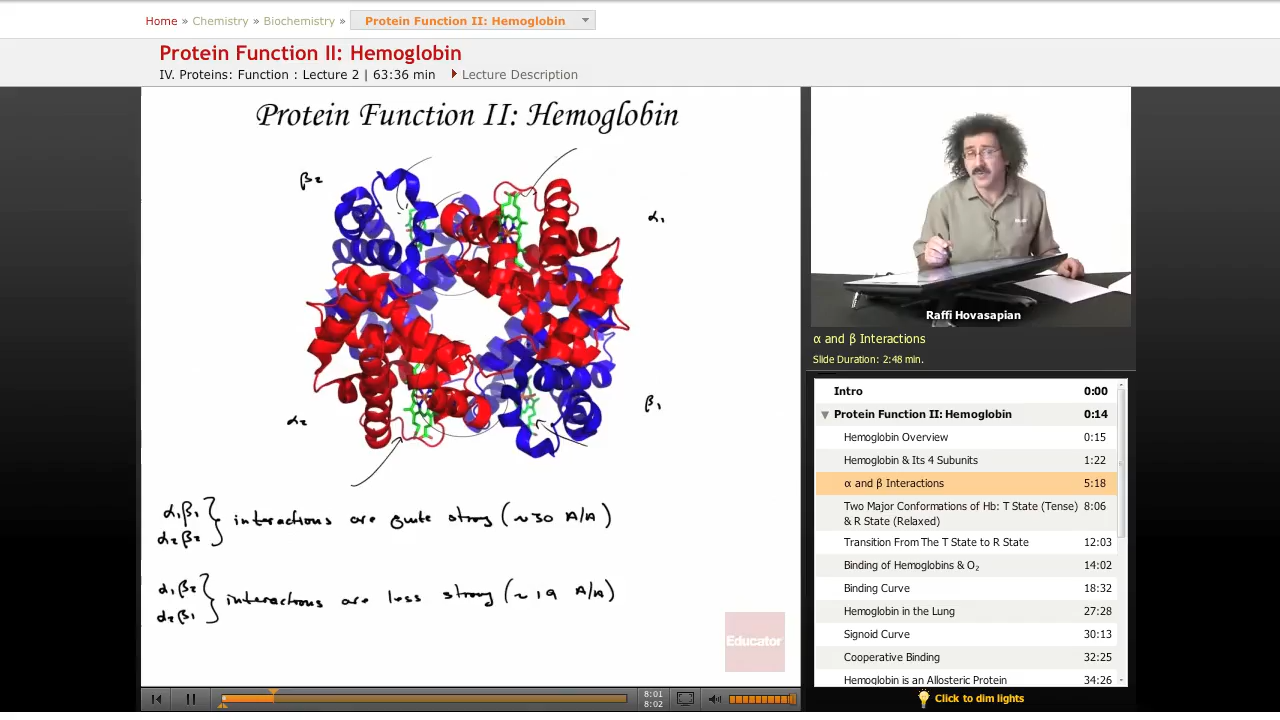 Home » Chemistry » Biochemistry » Protein Function II: Hemoglobin
Protein Function II: Hemoglobin
IV. Proteins: Function : Lecture 2 | 63:36 min Lecture Description
Protein Function II: Hemoglobin
β₂
α₁
α₂
β₁
α₁β₁
α₂β₂
interactions are quite strong (~30 A/A)
α₁β₂
α₂β₁
interactions are less strong (~19 A/A)
Educator
8:01
8:02
Raffi Hovasapian
α and β Interactions
Slide Duration: 2:48 min.
Intro 0:00
Protein Function II: Hemoglobin 0:14
Hemoglobin Overview 0:15
Hemoglobin & Its 4 Subunits 1:22
α and β Interactions 5:18
Two Major Conformations of Hb: T State (Tense) 8:06
& R State (Relaxed)
Transition From The T State to R State 12:03
Binding of Hemoglobins & O₂ 14:02
Binding Curve 18:32
Hemoglobin in the Lung 27:28
Signoid Curve 30:13
Cooperative Binding 32:25
Hemoglobin is an Allosteric Protein 34:26
Click to dim lights